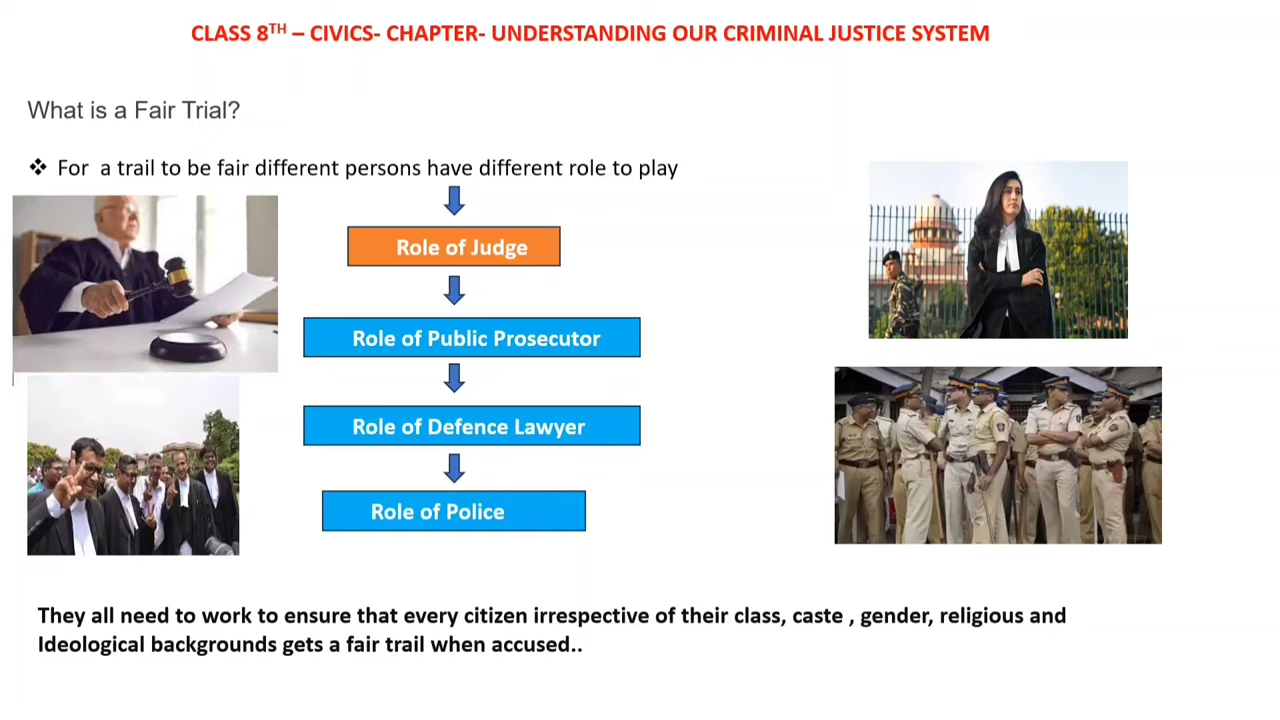 CLASS 8TH – CIVICS- CHAPTER- UNDERSTANDING OUR CRIMINAL JUSTICE SYSTEM
What is a Fair Trial?
❖ For a trail to be fair different persons have different role to play
Role of Judge
Role of Public Prosecutor
Role of Defence Lawyer
Role of Police
They all need to work to ensure that every citizen irrespective of their class, caste , gender, religious and
Ideological backgrounds gets a fair trail when accused..